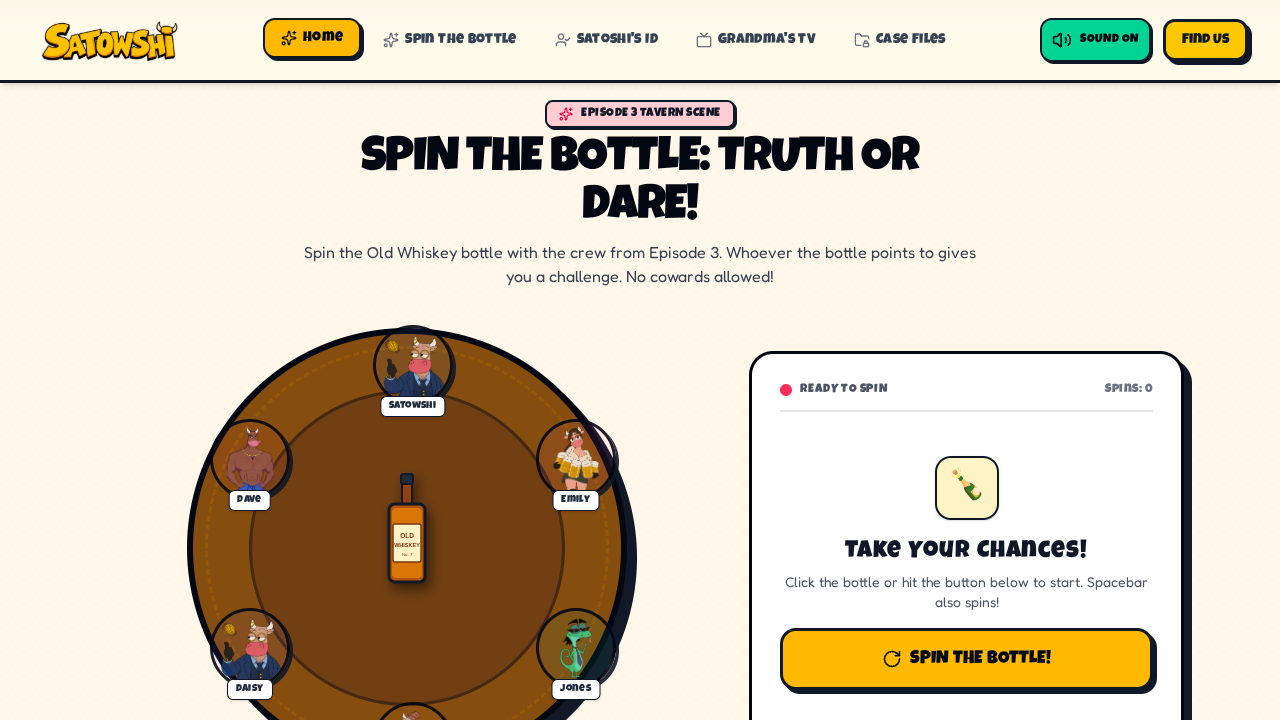 SATOWSHI
Home
Spin the Bottle
Satoshi's ID
Grandma's TV
Case Files
SOUND ON
Find Us
EPISODE 3 TAVERN SCENE
SPIN THE BOTTLE: TRUTH OR
DARE!
Spin the Old Whiskey bottle with the crew from Episode 3. Whoever the bottle points to gives
you a challenge. No cowards allowed!
Satowshi
Dave
Emily
OLD
WHISKEY
No. 7
Daisy
Jones
READY TO SPIN
Spins: 0
Take Your Chances!
Click the bottle or hit the button below to start. Spacebar
also spins!
SPIN THE BOTTLE!